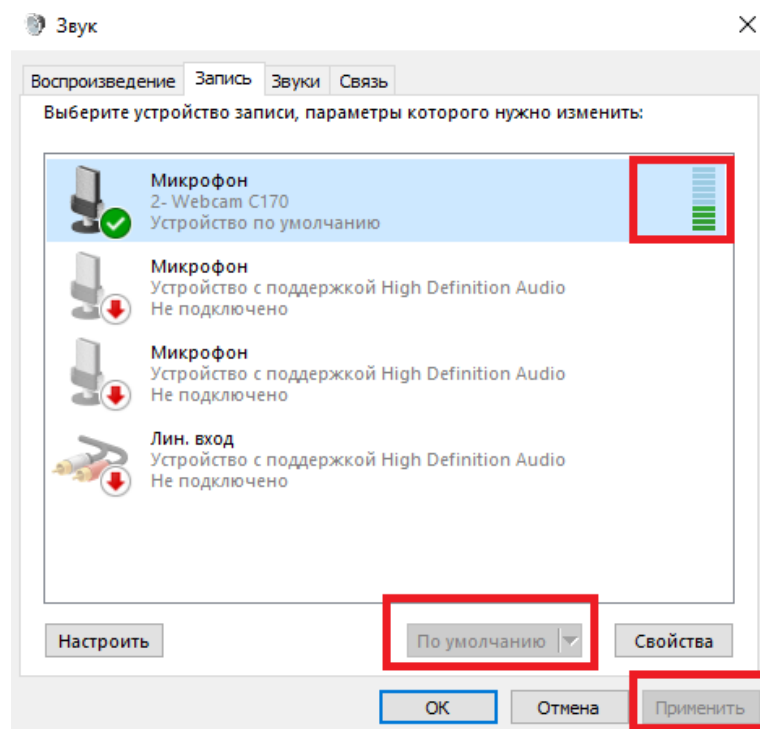 Звук
Воспроизведение Запись Звуки Связь
Выберите устройство записи, параметры которого нужно изменить:
Микрофон
2- Webcam C170
Устройство по умолчанию
Микрофон
Устройство с поддержкой High Definition Audio
Не подключено
Микрофон
Устройство с поддержкой High Definition Audio
Не подключено
Лин. вход
Устройство с поддержкой High Definition Audio
Не подключено
Настроить По умолчанию Свойства
ОК Отмена Применить